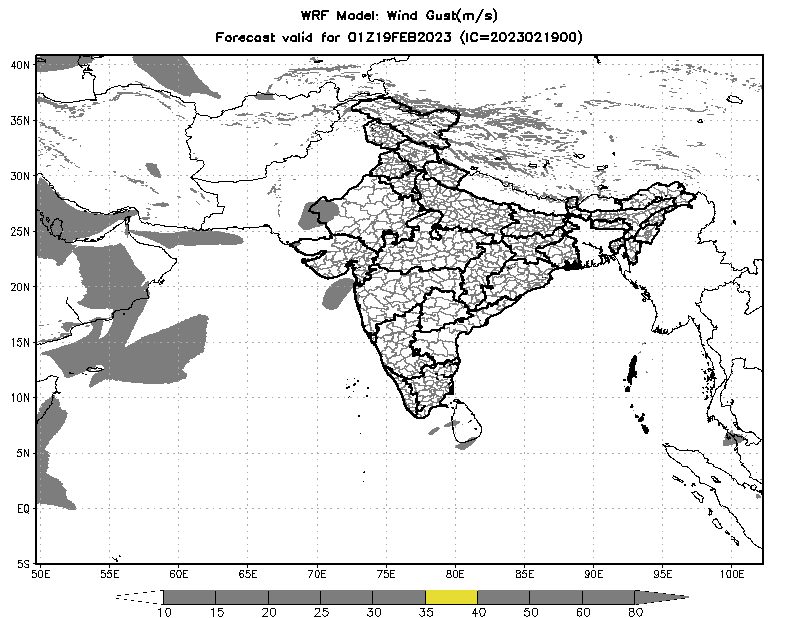 WRF Model: Wind Gust(m/s)
Forecast valid for 01Z19FEB2023 (IC=2023021900)
40N
35N
30N
25N
20N
15N
10N
5N
EQ
5S
50E 55E 60E 65E 70E 75E 80E 85E 90E 95E 100E
10 15 20 25 30 35 40 50 60 80